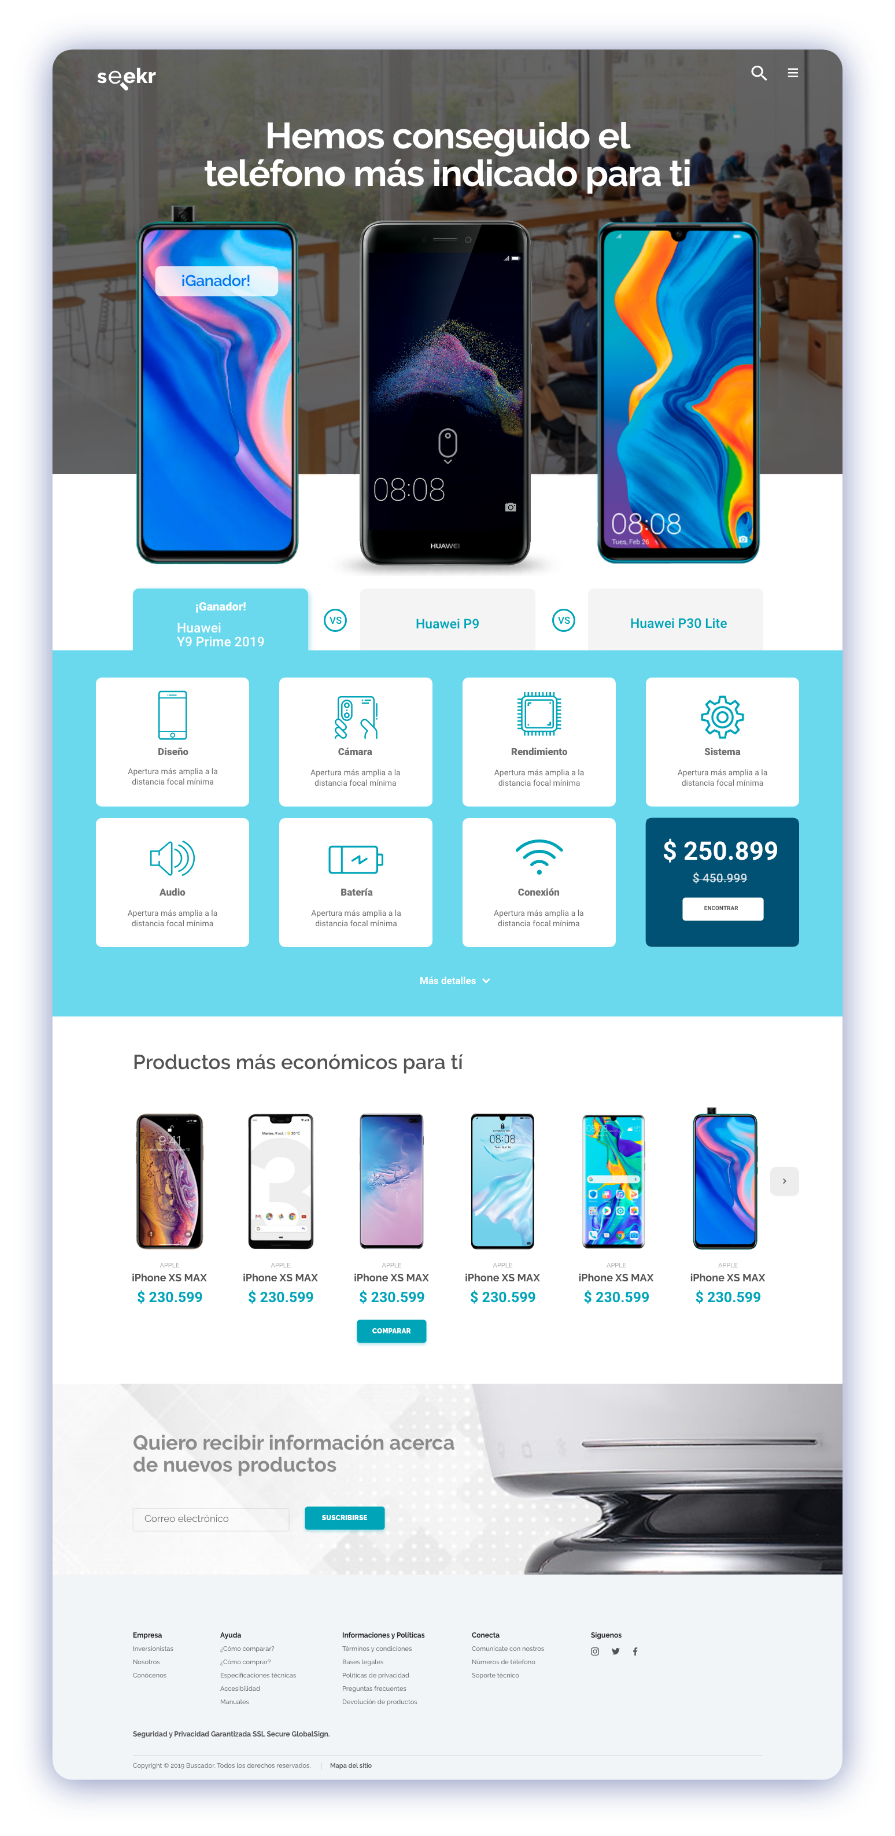 seekr
Hemos conseguido el
teléfono más indicado para ti
¡Ganador!
08:08
HUAWEI
08:08
Tues, Feb 26
¡Ganador!
Huawei
Y9 Prime 2019
VS
Huawei P9
VS
Huawei P30 Lite
Diseño
Apertura más amplia a la
distancia focal mínima
Cámara
Apertura más amplia a la
distancia focal mínima
Rendimiento
Apertura más amplia a la
distancia focal mínima
Sistema
Apertura más amplia a la
distancia focal mínima
Audio
Apertura más amplia a la
distancia focal mínima
Batería
Apertura más amplia a la
distancia focal mínima
Conexión
Apertura más amplia a la
distancia focal mínima
$ 250.899
$ 450.999
ENCONTRAR
Más detalles
Productos más económicos para tí
9:41
3
08:08
APPLE
iPhone XS MAX
$ 230.599
APPLE
iPhone XS MAX
$ 230.599
APPLE
iPhone XS MAX
$ 230.599
COMPARAR
APPLE
iPhone XS MAX
$ 230.599
APPLE
iPhone XS MAX
$ 230.599
APPLE
iPhone XS MAX
$ 230.599
Quiero recibir información acerca
de nuevos productos
Correo electrónico
SUSCRIBIRSE
Empresa
Inversionistas
Nosotros
Conócenos
Ayuda
¿Cómo comparar?
¿Cómo comprar?
Especificaciones técnicas
Accesibilidad
Manuales
Informaciones y Políticas
Términos y condiciones
Bases legales
Políticas de privacidad
Preguntas frecuentes
Devolución de productos
Conecta
Comunícate con nostros
Números de télefono
Soporte técnico
Síguenos
Seguridad y Privacidad Garantizada SSL Secure GlobalSign.
Copyright © 2019 Buscador. Todos los derechos reservados. | Mapa del sitio